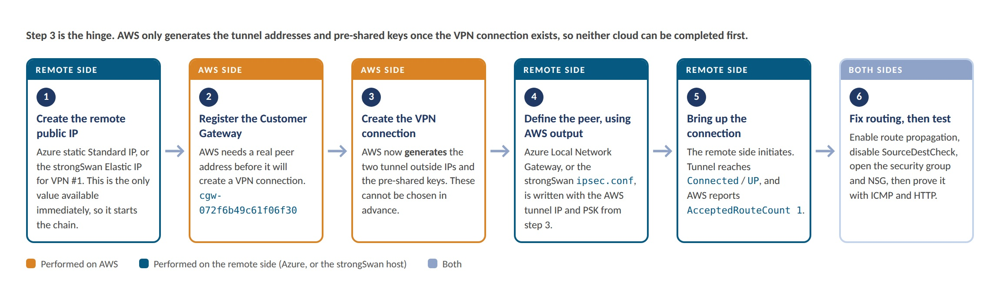 Step 3 is the hinge. AWS only generates the tunnel addresses and pre-shared keys once the VPN connection exists, so neither cloud can be completed first.
REMOTE SIDE
1
Create the remote
public IP
Azure static Standard IP, or
the strongSwan Elastic IP
for VPN #1. This is the only
value available
immediately, so it starts
the chain.
AWS SIDE
2
Register the Customer
Gateway
AWS needs a real peer
address before it will
create a VPN connection.
cgw-
072f6b49c61f06f30
AWS SIDE
3
Create the VPN
connection
AWS now generates the
two tunnel outside IPs and
the pre-shared keys. These
cannot be chosen in
advance.
REMOTE SIDE
4
Define the peer, using
AWS output
Azure Local Network
Gateway, or the
strongSwan ipsec.conf,
is written with the AWS
tunnel IP and PSK from
step 3.
REMOTE SIDE
5
Bring up the
connection
The remote side initiates.
Tunnel reaches
Connected / UP, and
AWS reports
AcceptedRouteCount 1.
BOTH SIDES
6
Fix routing, then test
Enable route propagation,
disable SourceDestCheck,
open the security group
and NSG, then prove it
with ICMP and HTTP.
Performed on AWS
Performed on the remote side (Azure, or the strongSwan host)
Both